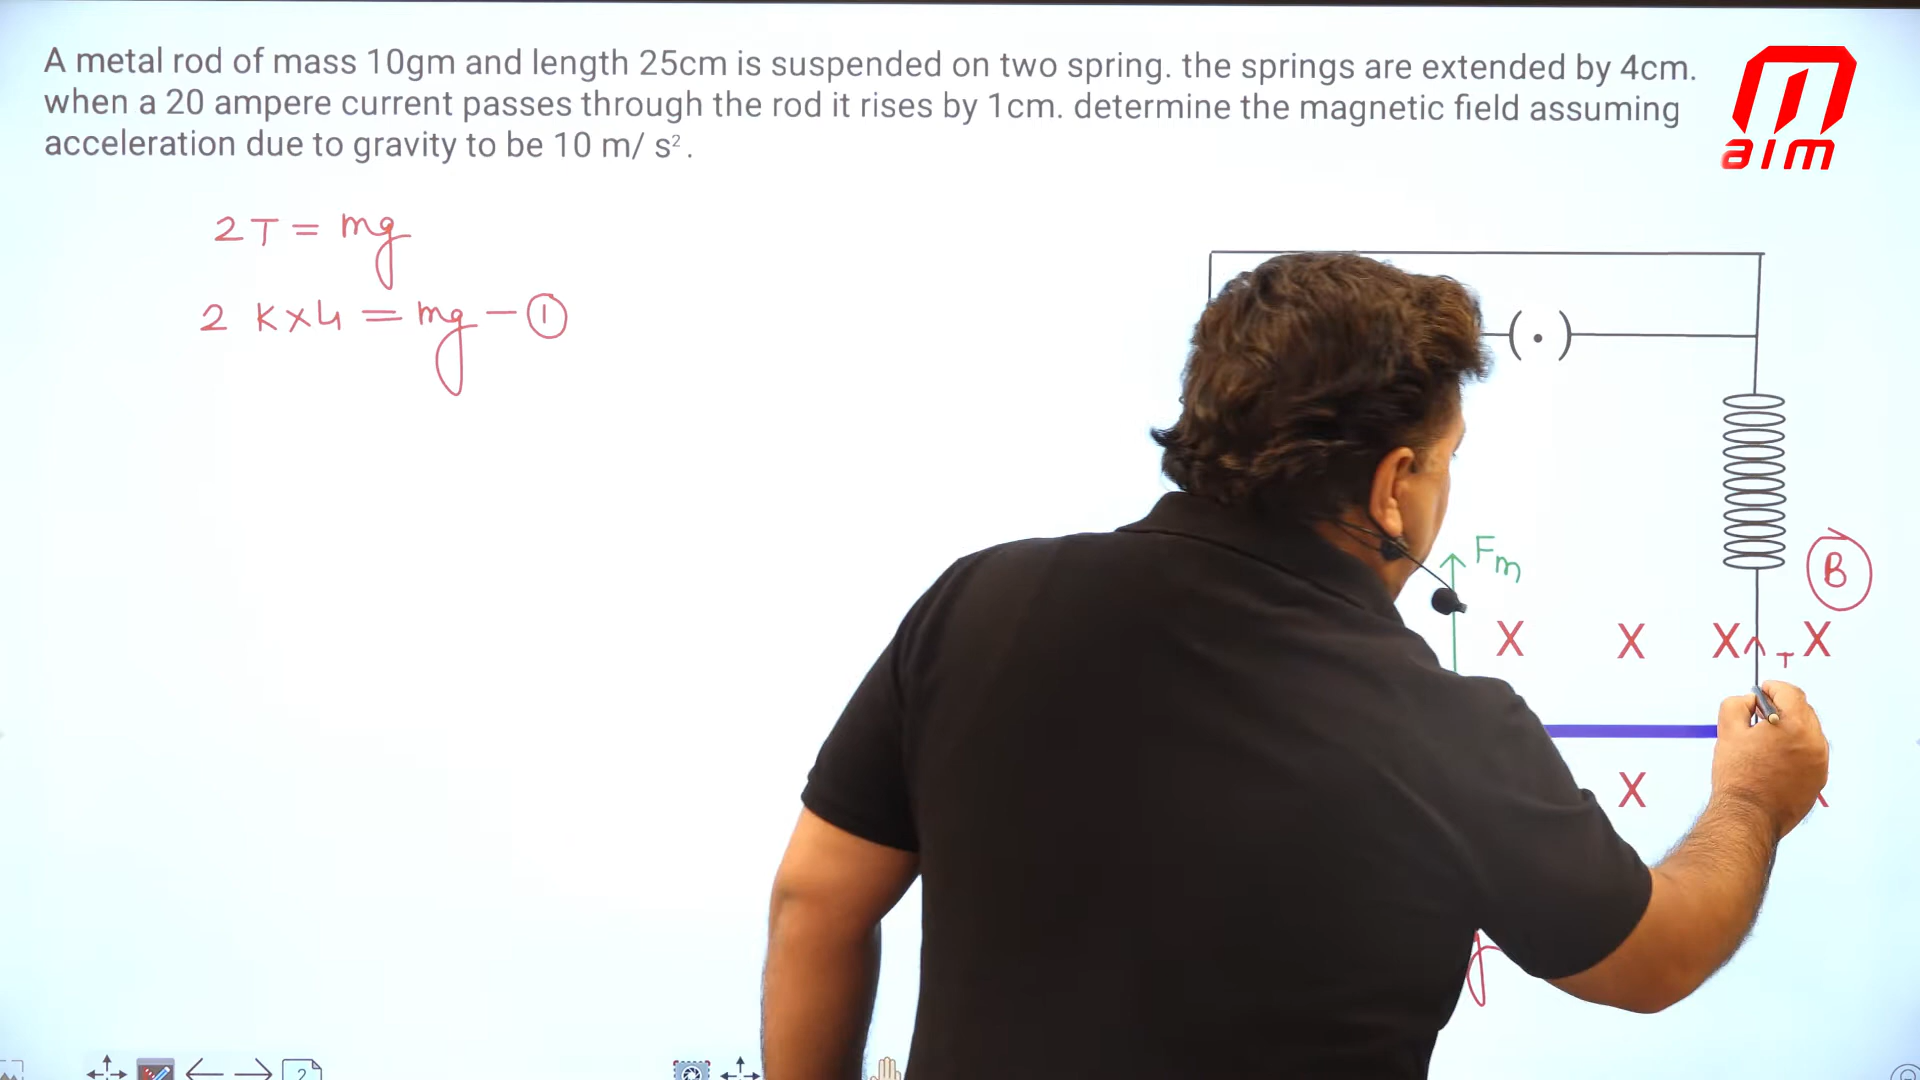 A metal rod of mass 10gm and length 25cm is suspended on two spring. the springs are extended by 4cm.
when a 20 ampere current passes through the rod it rises by 1cm. determine the magnetic field assuming
acceleration due to gravity to be 10 m/ s².
aim
2T = mg
2 K×4 = mg - ①
(·)
Fm
B
X X X T X
X
2